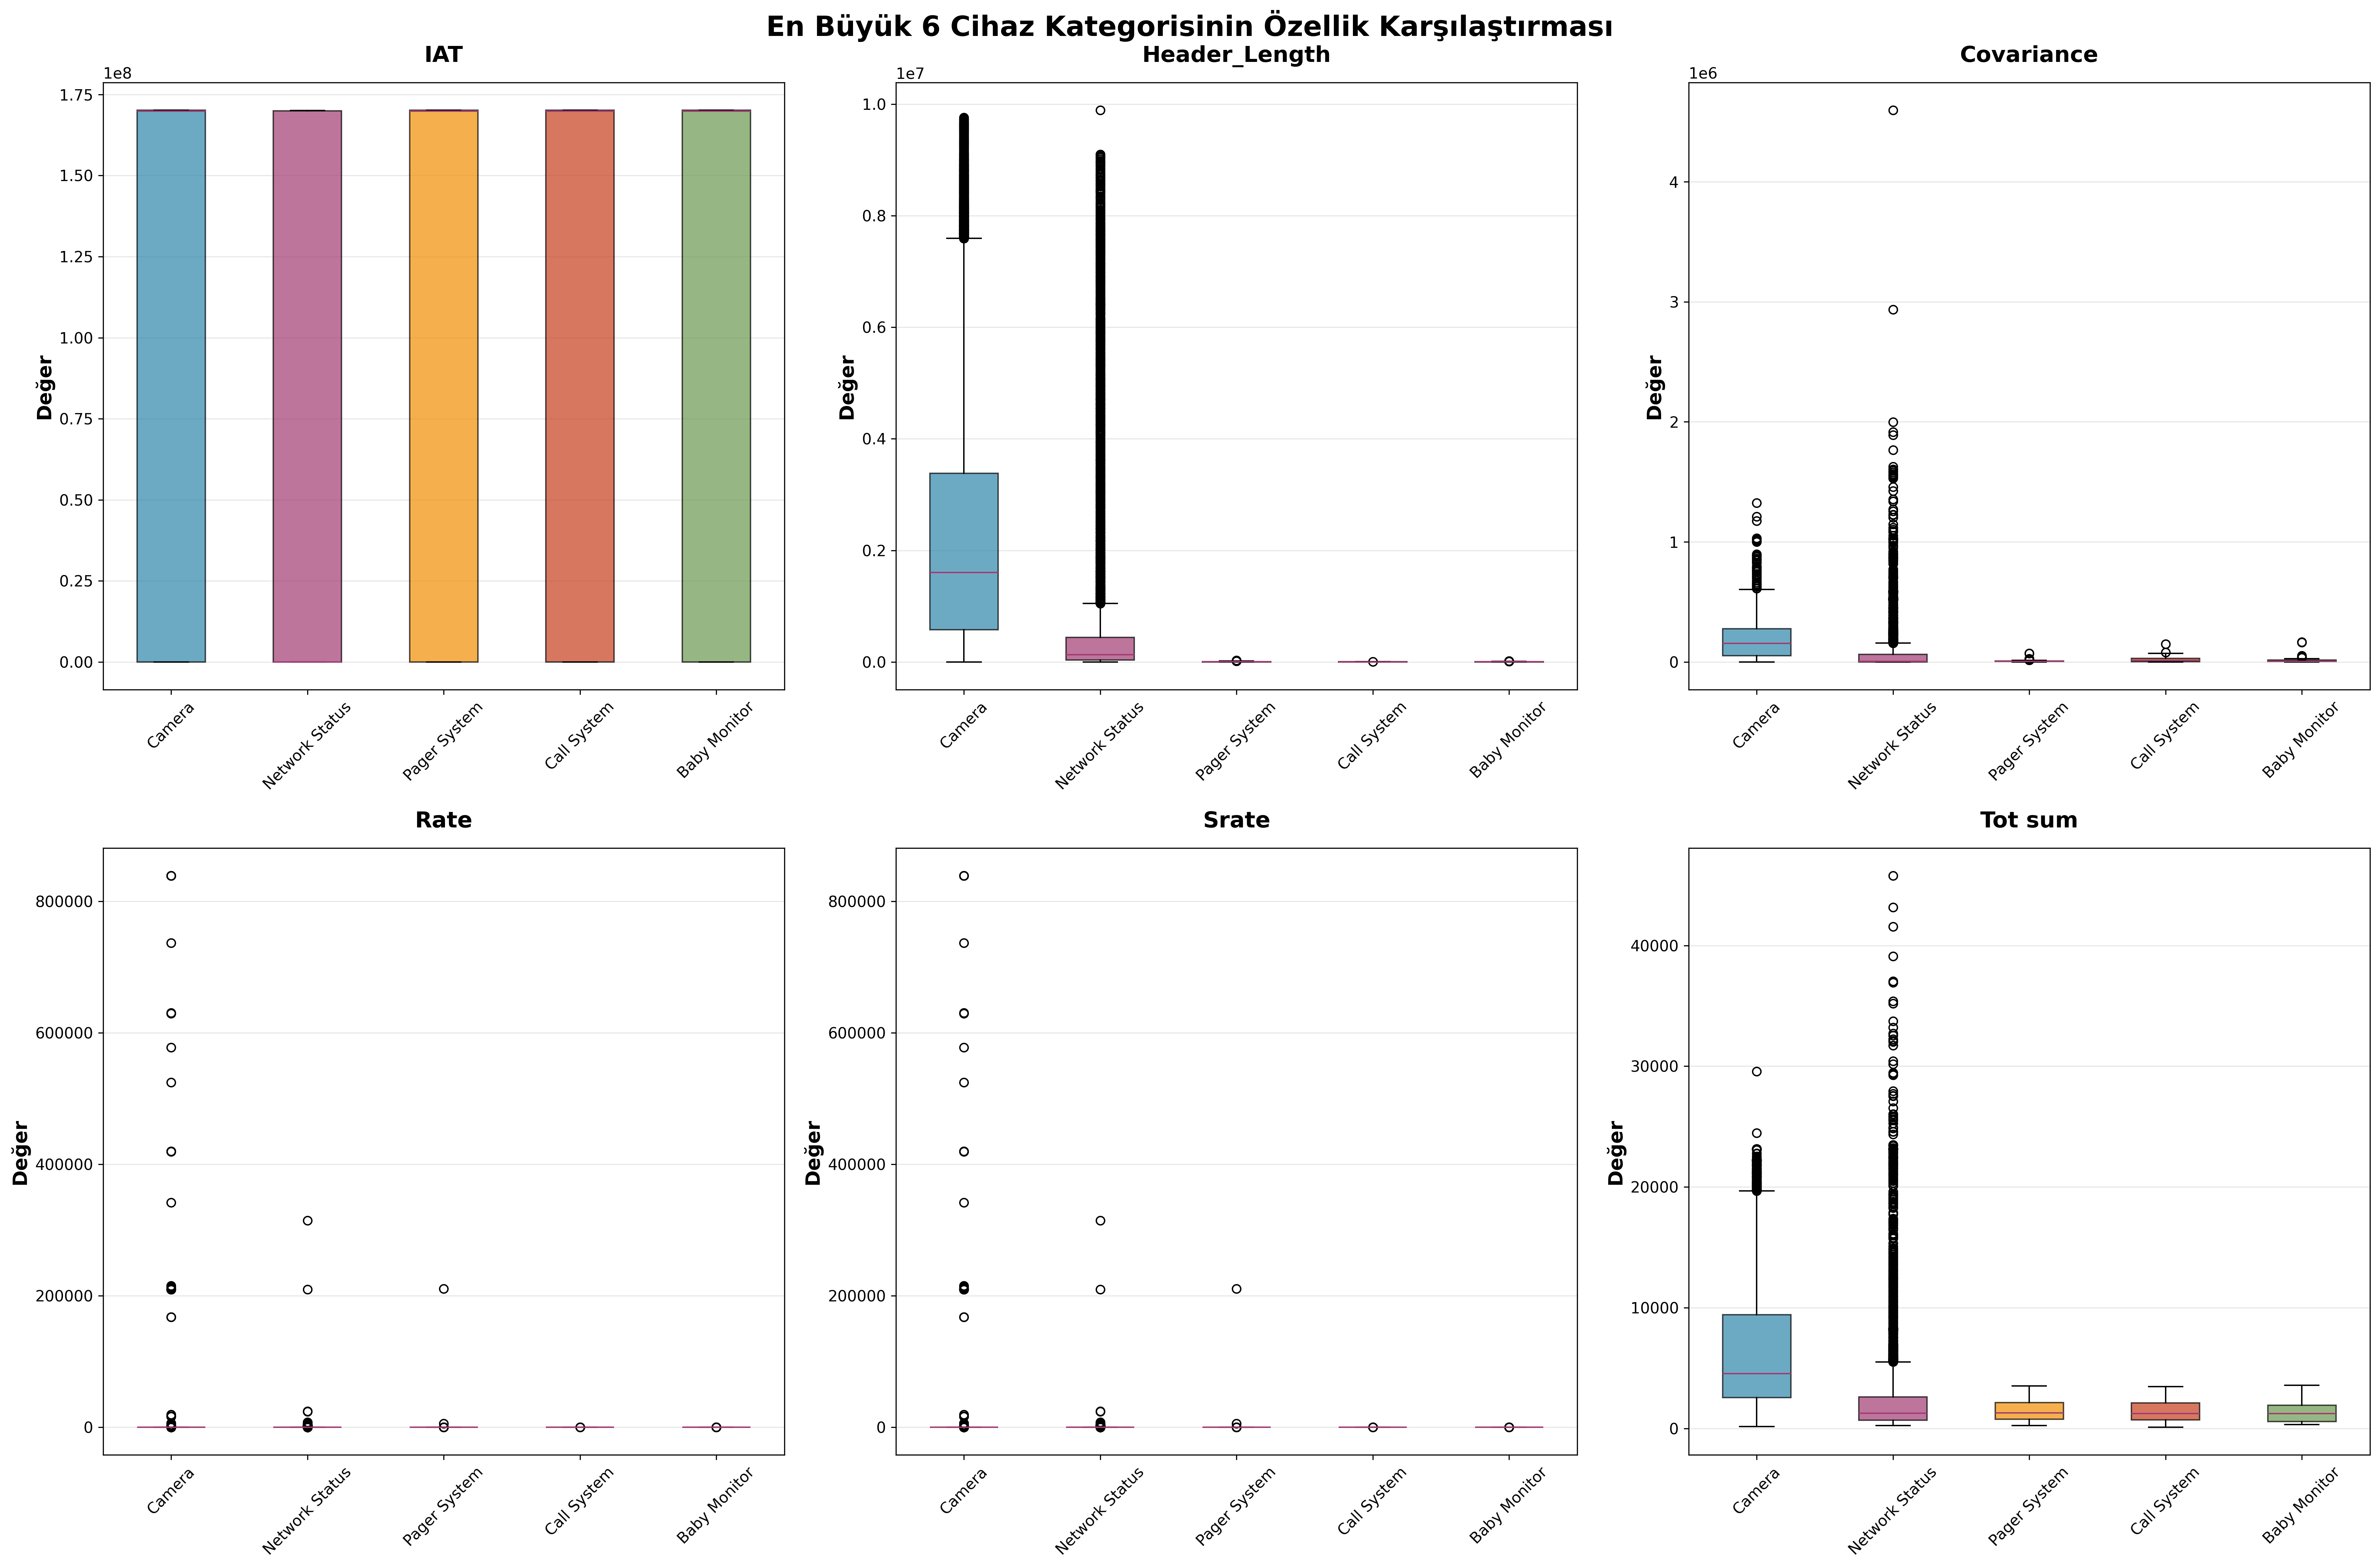 En Büyük 6 Cihaz Kategorisinin Özellik Karşılaştırması
IAT
1e8
Değer
1.75
1.50
1.25
1.00
0.75
0.50
0.25
0.00
Camera
Network Status
Pager System
Call System
Baby Monitor
Header_Length
1e7
Değer
1.0
0.8
0.6
0.4
0.2
0.0
Camera
Network Status
Pager System
Call System
Baby Monitor
Covariance
1e6
Değer
4
3
2
1
0
Camera
Network Status
Pager System
Call System
Baby Monitor
Rate
Değer
800000
600000
400000
200000
0
Camera
Network Status
Pager System
Call System
Baby Monitor
Srate
Değer
800000
600000
400000
200000
0
Camera
Network Status
Pager System
Call System
Baby Monitor
Tot sum
Değer
40000
30000
20000
10000
0
Camera
Network Status
Pager System
Call System
Baby Monitor